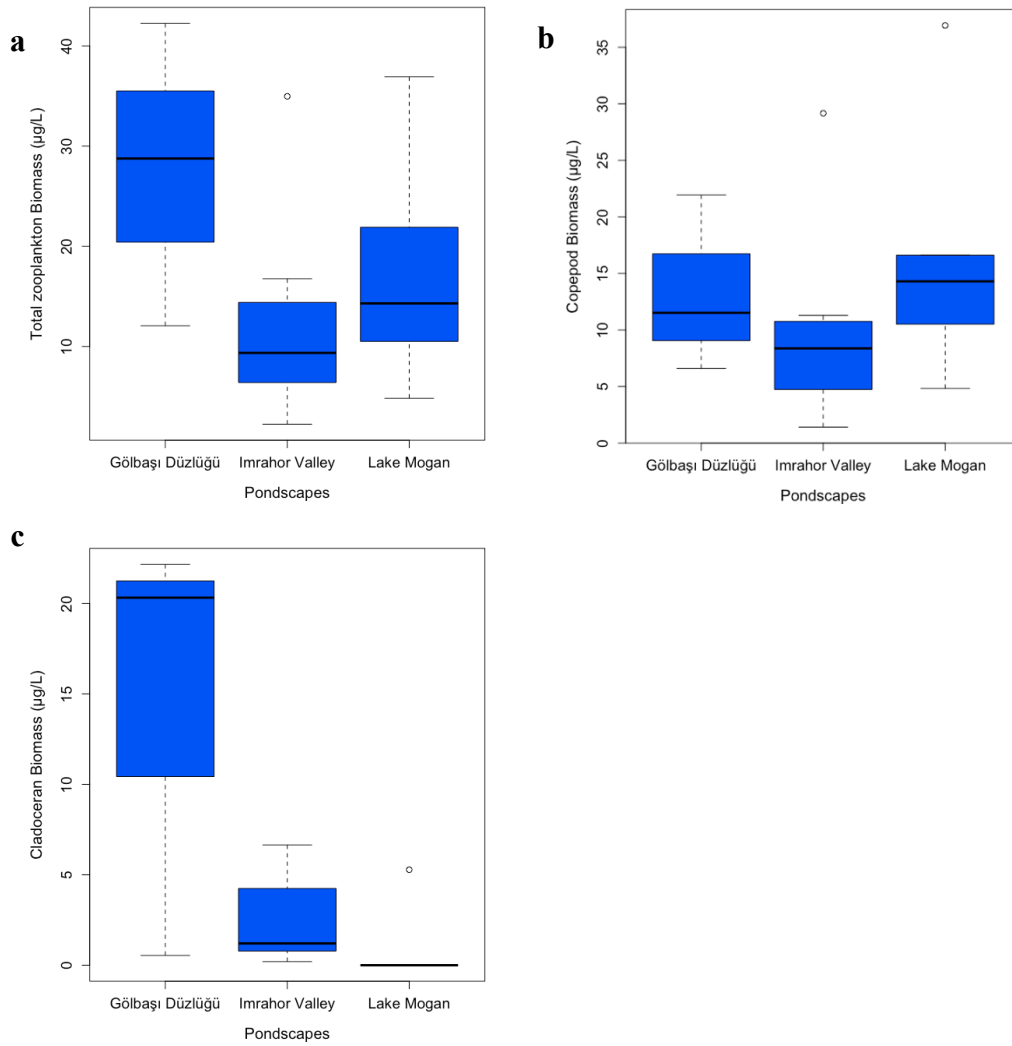 a
Total zooplankton Biomass (µg/L)
40
30
20
10
Gölbaşı Düzlüğü Imrahor Valley Lake Mogan
Pondscapes
b
Copepod Biomass (µg/L)
35
30
25
20
15
10
5
0
Gölbaşı Düzlüğü Imrahor Valley Lake Mogan
Pondscapes
c
Cladoceran Biomass (µg/L)
20
15
10
5
0
Gölbaşı Düzlüğü Imrahor Valley Lake Mogan
Pondscapes